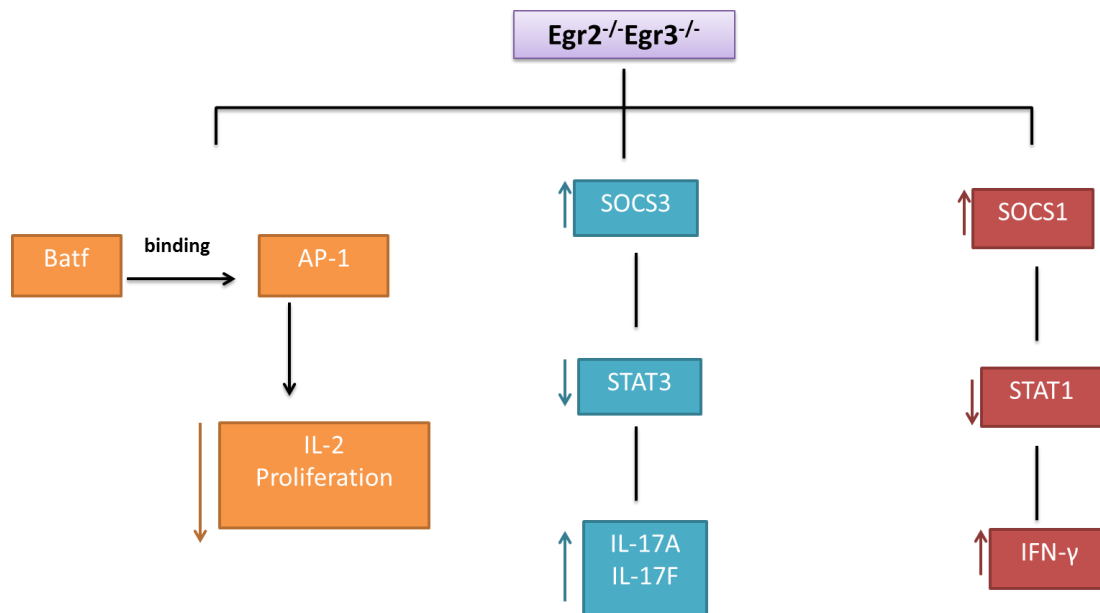 Egr2⁻/⁻Egr3⁻/⁻
SOCS3
SOCS1
binding
Batf
AP-1
STAT3
STAT1
IL-2
Proliferation
IL-17A
IL-17F
IFN-γ